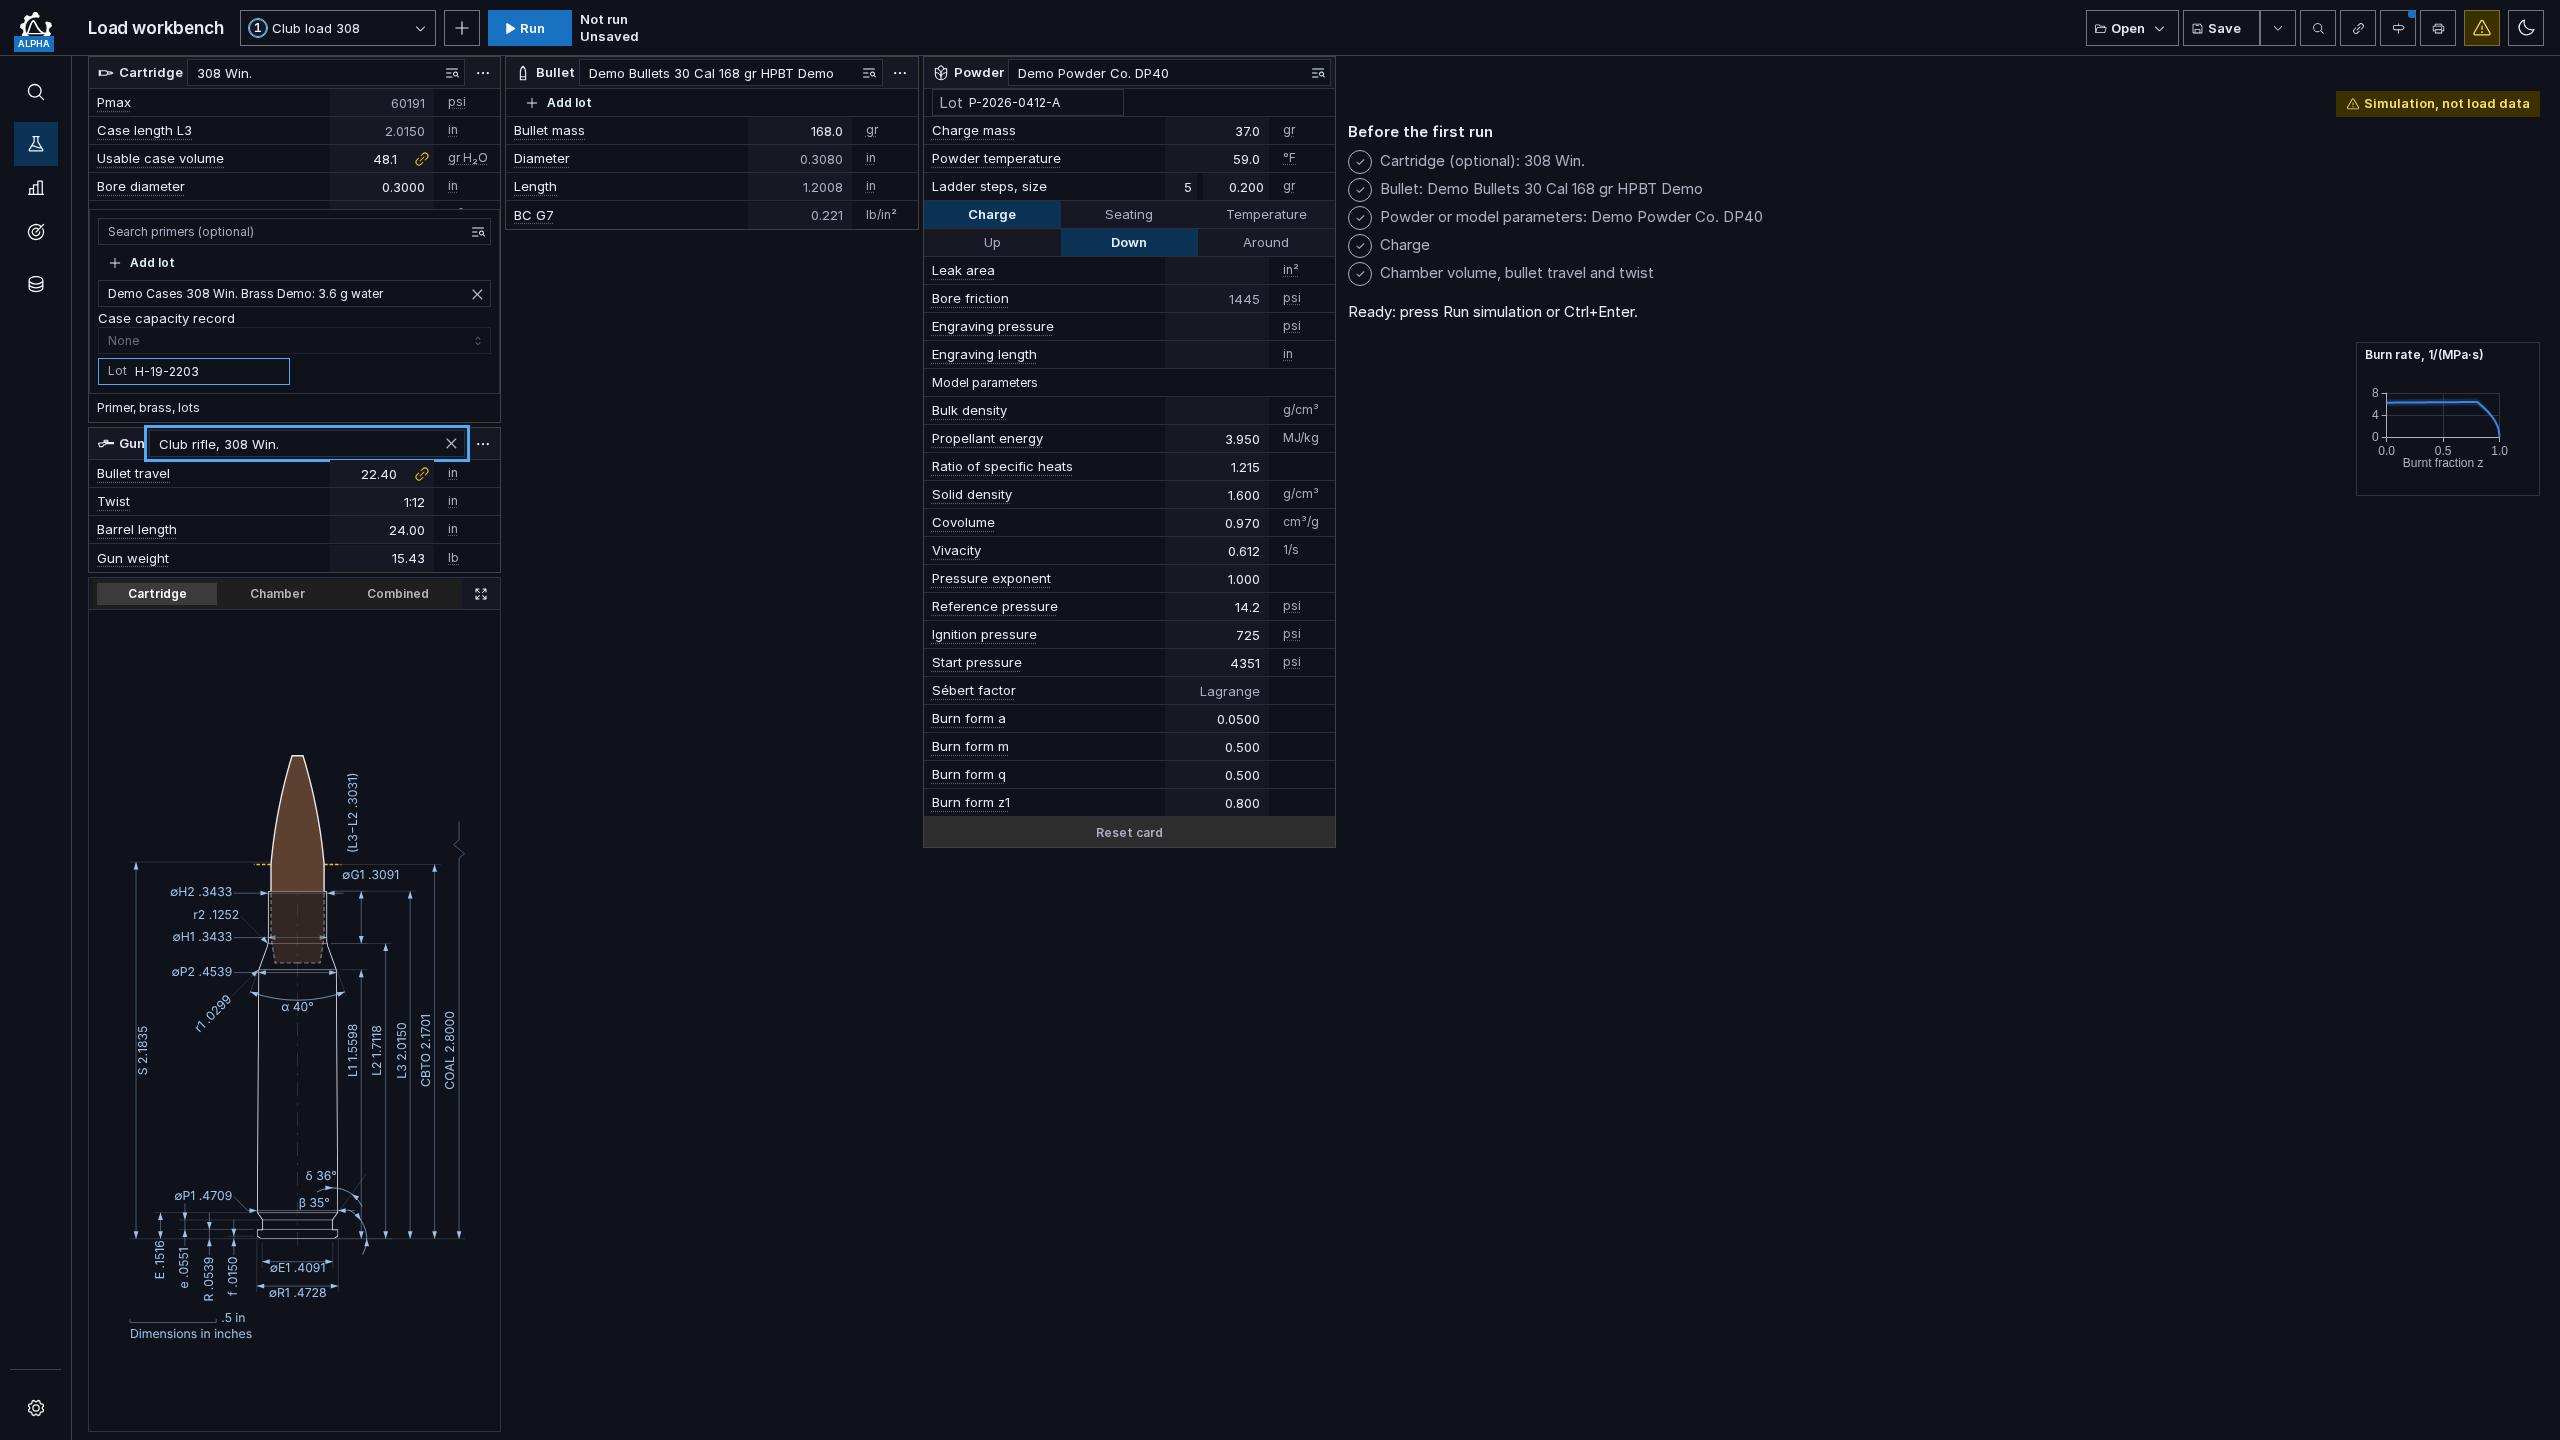 ALPHA
Load workbench
1 Club load 308
Run
Not run
Unsaved
Open
Save
Cartridge 308 Win.
Pmax 60191 psi
Case length L3 2.0150 in
Usable case volume 48.1 gr H₂O
Bore diameter 0.3000 in
Search primers (optional)
Add lot
Demo Cases 308 Win. Brass Demo: 3.6 g water
Case capacity record
None
Lot H-19-2203
Primer, brass, lots
Gun Club rifle, 308 Win.
Bullet travel 22.40 in
Twist 1:12 in
Barrel length 24.00 in
Gun weight 15.43 lb
Cartridge Chamber Combined
(L3−L2 .3031)
øG1 .3091
øH2 .3433
r2 .1252
øH1 .3433
øP2 .4539
r1 .0299
α 40°
S 2.1835
L1 1.5598
L2 1.7118
L3 2.0150
CBTO 2.1701
COAL 2.8000
δ 36°
øP1 .4709
β 35°
E .1516
e .0551
R .0539
f .0150
øE1 .4091
øR1 .4728
.5 in
Dimensions in inches
Bullet Demo Bullets 30 Cal 168 gr HPBT Demo
Add lot
Bullet mass 168.0 gr
Diameter 0.3080 in
Length 1.2008 in
BC G7 0.221 lb/in²
Powder Demo Powder Co. DP40
Lot P-2026-0412-A
Charge mass 37.0 gr
Powder temperature 59.0 °F
Ladder steps, size 5 0.200 gr
Charge Seating Temperature
Up Down Around
Leak area in²
Bore friction 1445 psi
Engraving pressure psi
Engraving length in
Model parameters
Bulk density g/cm³
Propellant energy 3.950 MJ/kg
Ratio of specific heats 1.215
Solid density 1.600 g/cm³
Covolume 0.970 cm³/g
Vivacity 0.612 1/s
Pressure exponent 1.000
Reference pressure 14.2 psi
Ignition pressure 725 psi
Start pressure 4351 psi
Sébert factor Lagrange
Burn form a 0.0500
Burn form m 0.500
Burn form q 0.500
Burn form z1 0.800
Reset card
Simulation, not load data
Before the first run
Cartridge (optional): 308 Win.
Bullet: Demo Bullets 30 Cal 168 gr HPBT Demo
Powder or model parameters: Demo Powder Co. DP40
Charge
Chamber volume, bullet travel and twist
Ready: press Run simulation or Ctrl+Enter.
Burn rate, 1/(MPa·s)
8
4
0
0.0 0.5 1.0
Burnt fraction z